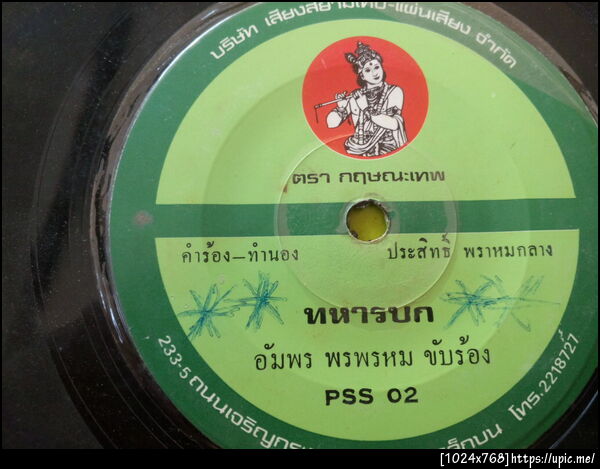 บริษัท เสียงสยามเทป-แผ่นเสียง จำกัด
ตรา กฤษณะเทพ
คำร้อง-ทำนอง ประสิทธิ์ พราหมกลาง
ทหารบก
อัมพร พรพรหม ขับร้อง
PSS 02
233-5 ถนนเจริญกรุง โทร.2218727
[1024x768]https://upic.me/